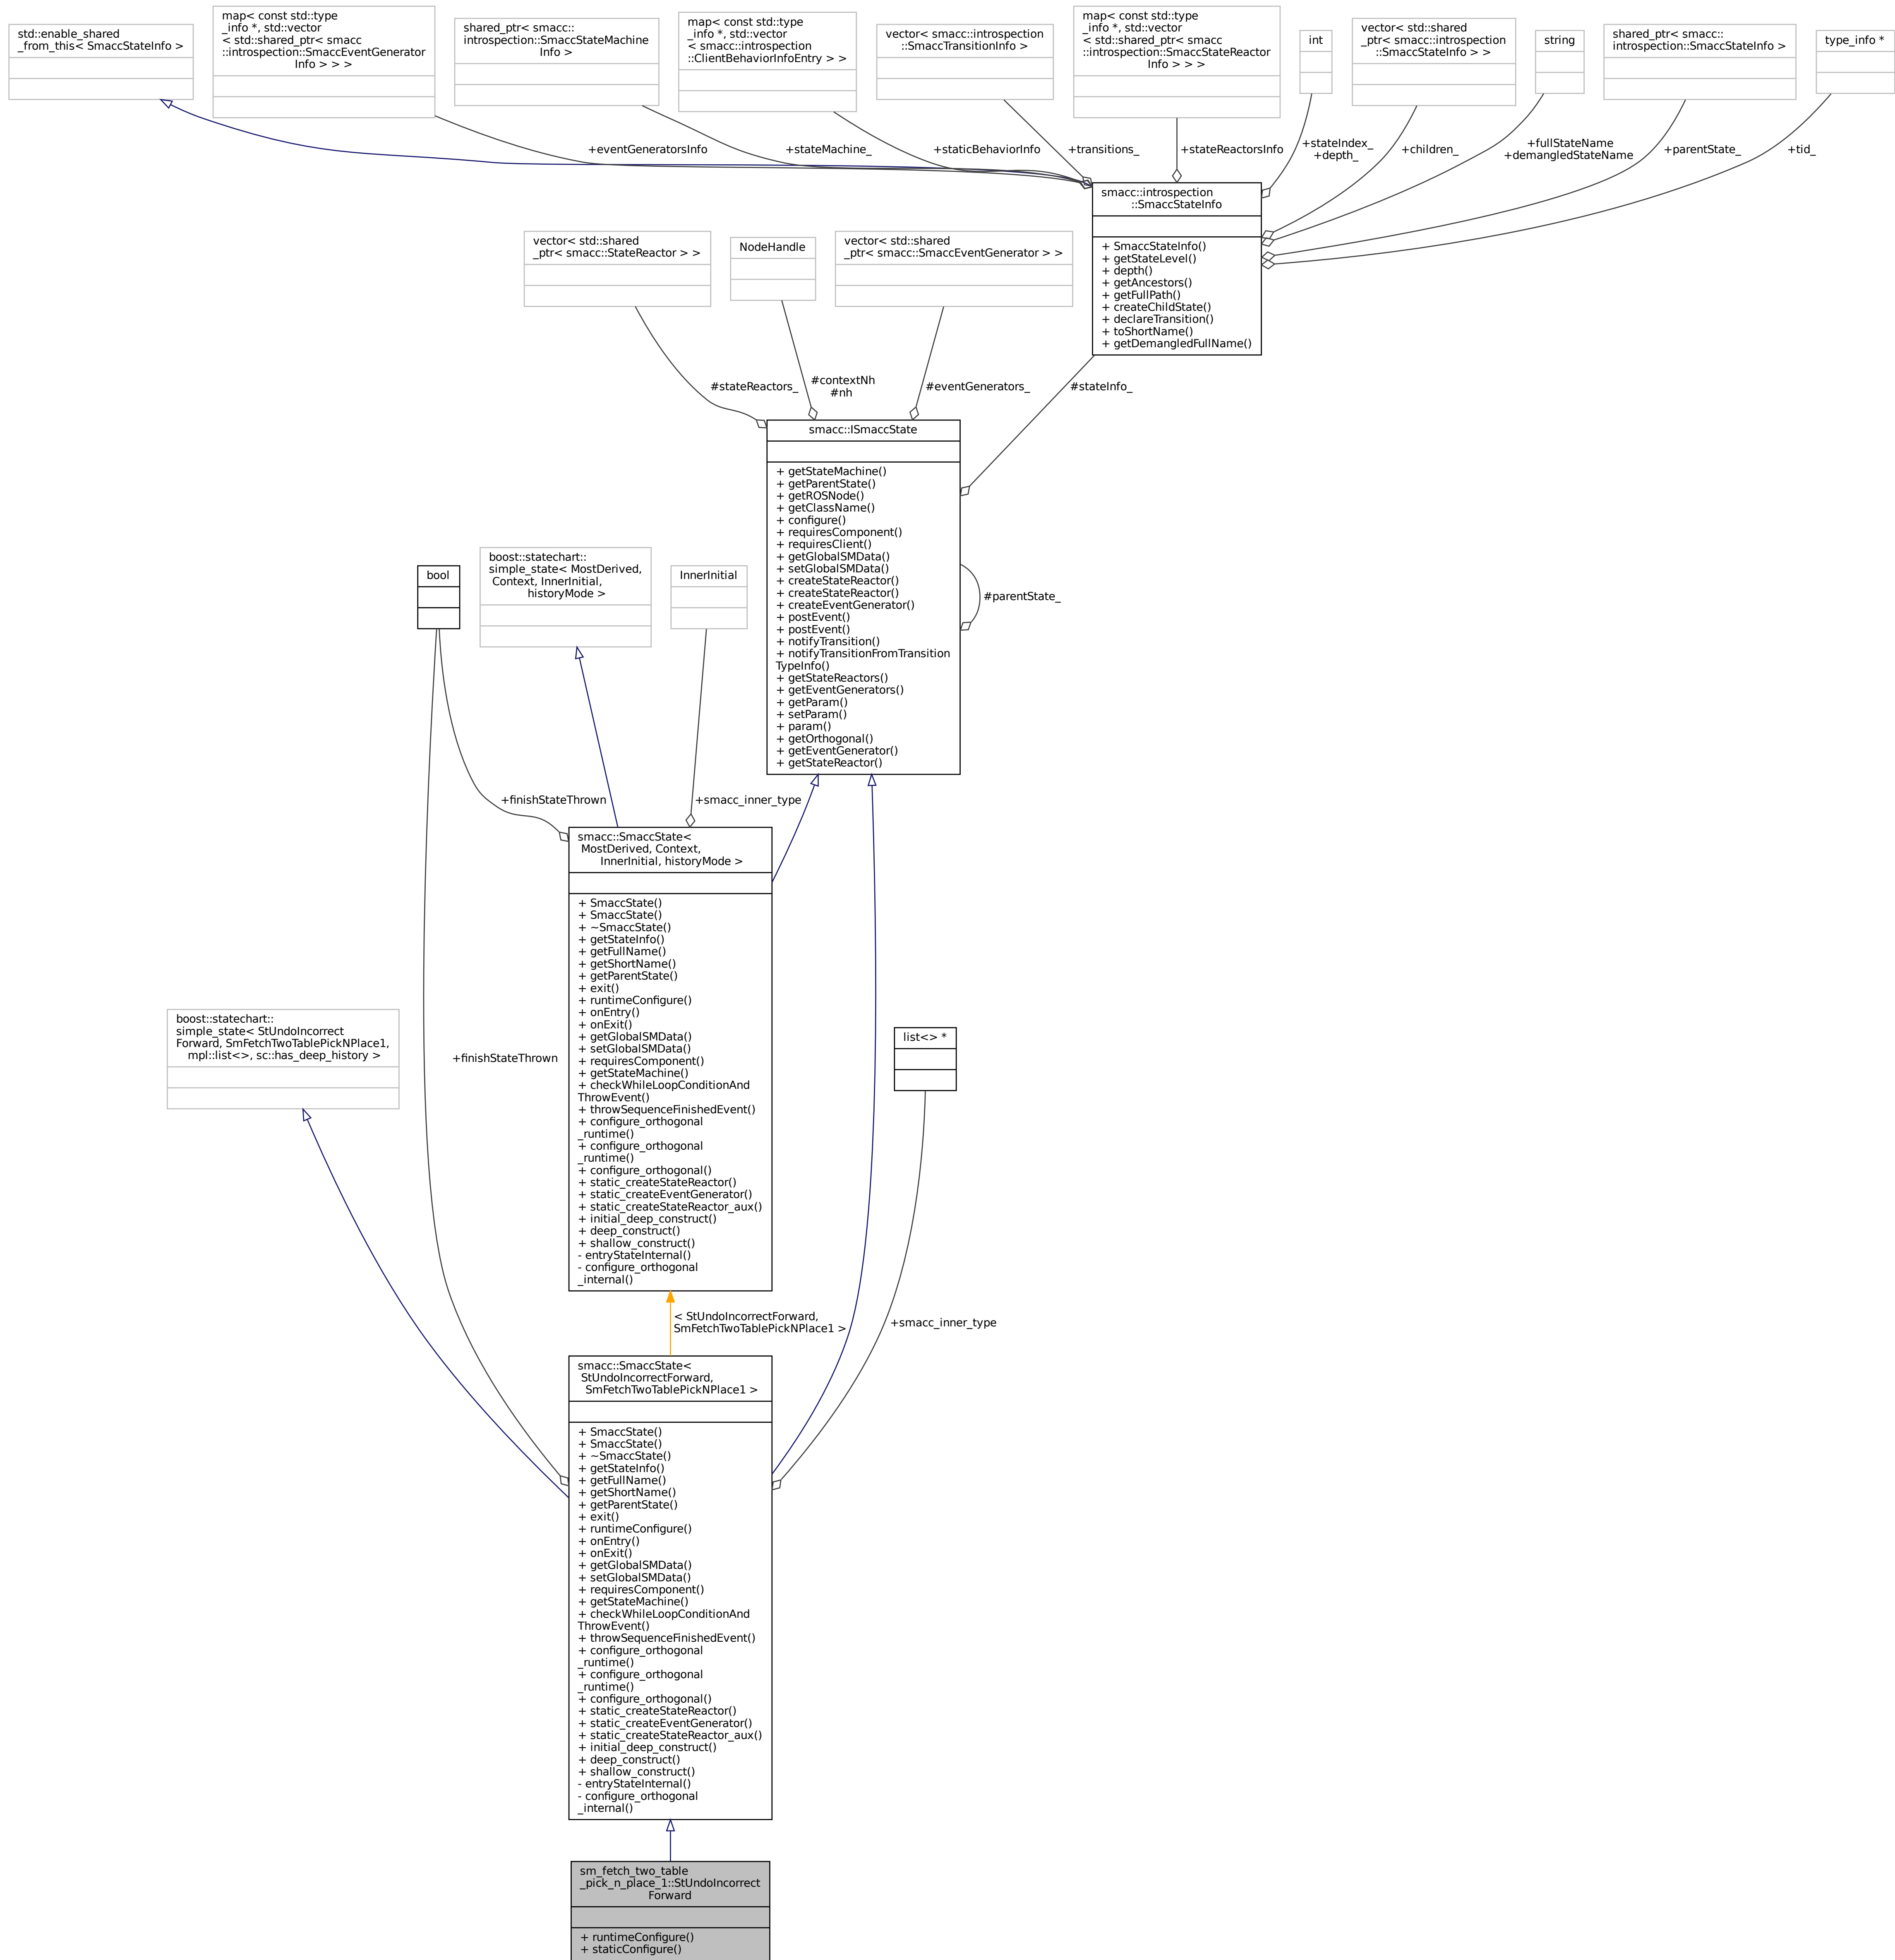 std::enable_shared
_from_this< SmaccStateInfo >
map< const std::type
_info *, std::vector
< std::shared_ptr< smacc
::introspection::SmaccEventGenerator
Info > > >
shared_ptr< smacc::
introspection::SmaccStateMachine
Info >
map< const std::type
_info *, std::vector
< smacc::introspection
::ClientBehaviorInfoEntry > >
vector< smacc::introspection
::SmaccTransitionInfo >
map< const std::type
_info *, std::vector
< std::shared_ptr< smacc
::introspection::SmaccStateReactor
Info > > >
int
vector< std::shared
_ptr< smacc::introspection
::SmaccStateInfo > >
string
shared_ptr< smacc::
introspection::SmaccStateInfo >
type_info *
+eventGeneratorsInfo
+stateMachine_
+staticBehaviorInfo
+transitions_
+stateReactorsInfo
+stateIndex_
+depth_
+children_
+fullStateName
+demangledStateName
+parentState_
+tid_
smacc::introspection
::SmaccStateInfo
+ SmaccStateInfo()
+ getStateLevel()
+ depth()
+ getAncestors()
+ getFullPath()
+ createChildState()
+ declareTransition()
+ toShortName()
+ getDemangledFullName()
vector< std::shared
_ptr< smacc::StateReactor > >
NodeHandle
vector< std::shared
_ptr< smacc::SmaccEventGenerator > >
#stateReactors_
#contextNh
#nh
#eventGenerators_
#stateInfo_
smacc::ISmaccState
+ getStateMachine()
+ getParentState()
+ getROSNode()
+ getClassName()
+ configure()
+ requiresComponent()
+ requiresClient()
+ getGlobalSMData()
+ setGlobalSMData()
+ createStateReactor()
+ createStateReactor()
+ createEventGenerator()
+ postEvent()
+ postEvent()
+ notifyTransition()
+ notifyTransitionFromTransition
TypeInfo()
+ getStateReactors()
+ getEventGenerators()
+ getParam()
+ setParam()
+ param()
+ getOrthogonal()
+ getEventGenerator()
+ getStateReactor()
#parentState_
bool
boost::statechart::
simple_state< MostDerived,
Context, InnerInitial,
historyMode >
InnerInitial
+finishStateThrown
+smacc_inner_type
smacc::SmaccState<
MostDerived, Context,
InnerInitial, historyMode >
+ SmaccState()
+ SmaccState()
+ ~SmaccState()
+ getStateInfo()
+ getFullName()
+ getShortName()
+ getParentState()
+ exit()
+ runtimeConfigure()
+ onEntry()
+ onExit()
+ getGlobalSMData()
+ setGlobalSMData()
+ requiresComponent()
+ getStateMachine()
+ checkWhileLoopConditionAnd
ThrowEvent()
+ throwSequenceFinishedEvent()
+ configure_orthogonal
_runtime()
+ configure_orthogonal
_runtime()
+ configure_orthogonal()
+ static_createStateReactor()
+ static_createEventGenerator()
+ static_createStateReactor_aux()
+ initial_deep_construct()
+ deep_construct()
+ shallow_construct()
- entryStateInternal()
- configure_orthogonal
_internal()
boost::statechart::
simple_state< StUndoIncorrect
Forward, SmFetchTwoTablePickNPlace1,
mpl::list<>, sc::has_deep_history >
+finishStateThrown
list<> *
< StUndoIncorrectForward,
SmFetchTwoTablePickNPlace1 >
+smacc_inner_type
smacc::SmaccState<
StUndoIncorrectForward,
SmFetchTwoTablePickNPlace1 >
+ SmaccState()
+ SmaccState()
+ ~SmaccState()
+ getStateInfo()
+ getFullName()
+ getShortName()
+ getParentState()
+ exit()
+ runtimeConfigure()
+ onEntry()
+ onExit()
+ getGlobalSMData()
+ setGlobalSMData()
+ requiresComponent()
+ getStateMachine()
+ checkWhileLoopConditionAnd
ThrowEvent()
+ throwSequenceFinishedEvent()
+ configure_orthogonal
_runtime()
+ configure_orthogonal
_runtime()
+ configure_orthogonal()
+ static_createStateReactor()
+ static_createEventGenerator()
+ static_createStateReactor_aux()
+ initial_deep_construct()
+ deep_construct()
+ shallow_construct()
- entryStateInternal()
- configure_orthogonal
_internal()
sm_fetch_two_table
_pick_n_place_1::StUndoIncorrect
Forward
+ runtimeConfigure()
+ staticConfigure()